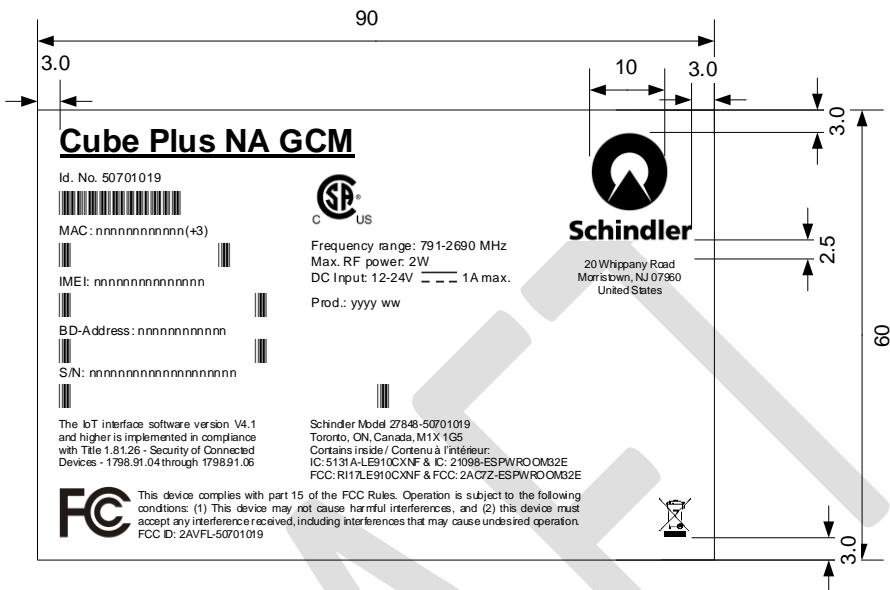 90
3.0
10
3.0
3.0
Cube Plus NA GCM
Id. No. 50701019
MAC: nnnnnnnnnnnn(+3)
IMEI: nnnnnnnnnnnnnnn
BD-Address: nnnnnnnnnnnn
S/N: nnnnnnnnnnnnnnnnnnnn
CSA®
C US
Frequency range: 791-2690 MHz
Max. RF power: 2W
DC Input: 12-24V 1A max.
Prod.: yyyy ww
Schindler
20 Whippany Road
Morristown, NJ 07960
United States
2.5
60
The IoT interface software version V4.1
and higher is implemented in compliance
with Title 1.81.26 - Security of Connected
Devices - 1798.91.04 through 1798.91.06
Schindler Model 27848-50701019
Toronto, ON, Canada, M1X 1G5
Contains inside / Contenu à l'intérieur:
IC: 5131A-LE910CXNF & IC: 21098-ESPWROOM32E
FCC: RI17LE910CXNF & FCC: 2AC7Z-ESPWROOM32E
FC
This device complies with part 15 of the FCC Rules. Operation is subject to the following
conditions: (1) This device may not cause harmful interferences, and (2) this device must
accept any interference received, including interferences that may cause undesired operation.
FCC ID: 2AVFL-50701019
3.0